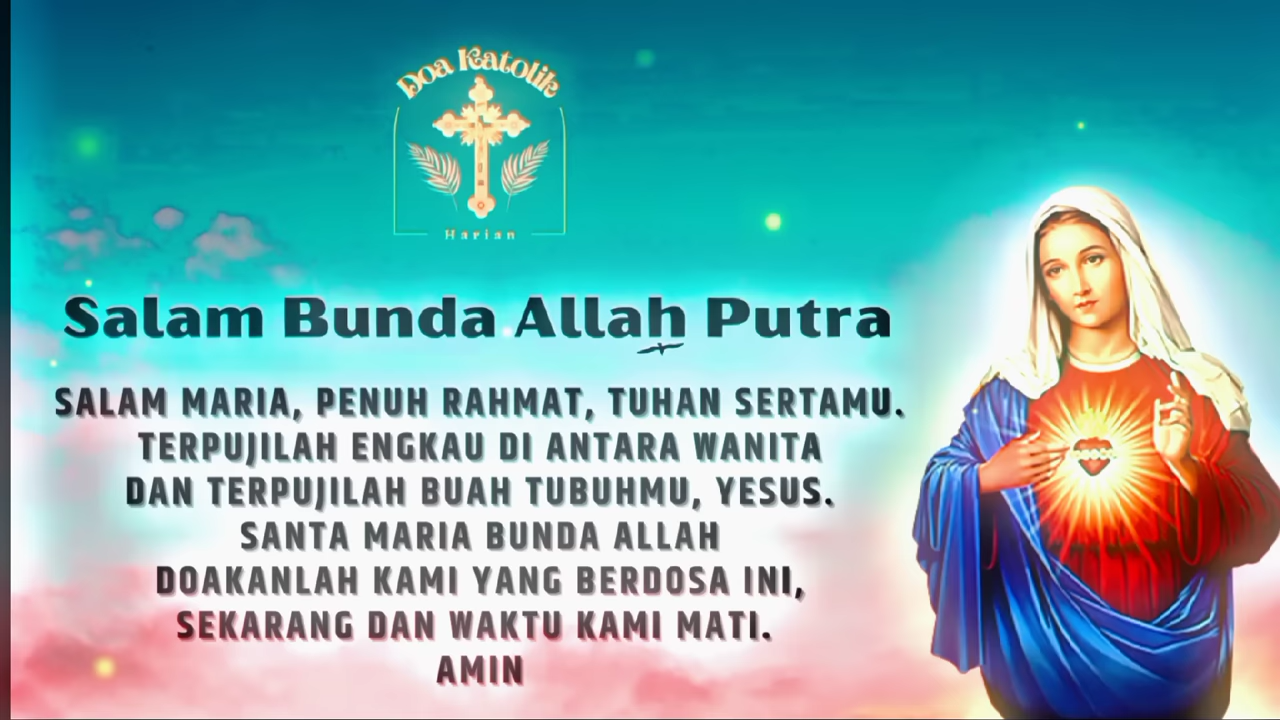 Doa Katolik
Harian
Salam Bunda Allah Putra
SALAM MARIA, PENUH RAHMAT, TUHAN SERTAMU.
TERPUJILAH ENGKAU DI ANTARA WANITA
DAN TERPUJILAH BUAH TUBUHMU, YESUS.
SANTA MARIA BUNDA ALLAH
DOAKANLAH KAMI YANG BERDOSA INI,
SEKARANG DAN WAKTU KAMI MATI.
AMIN